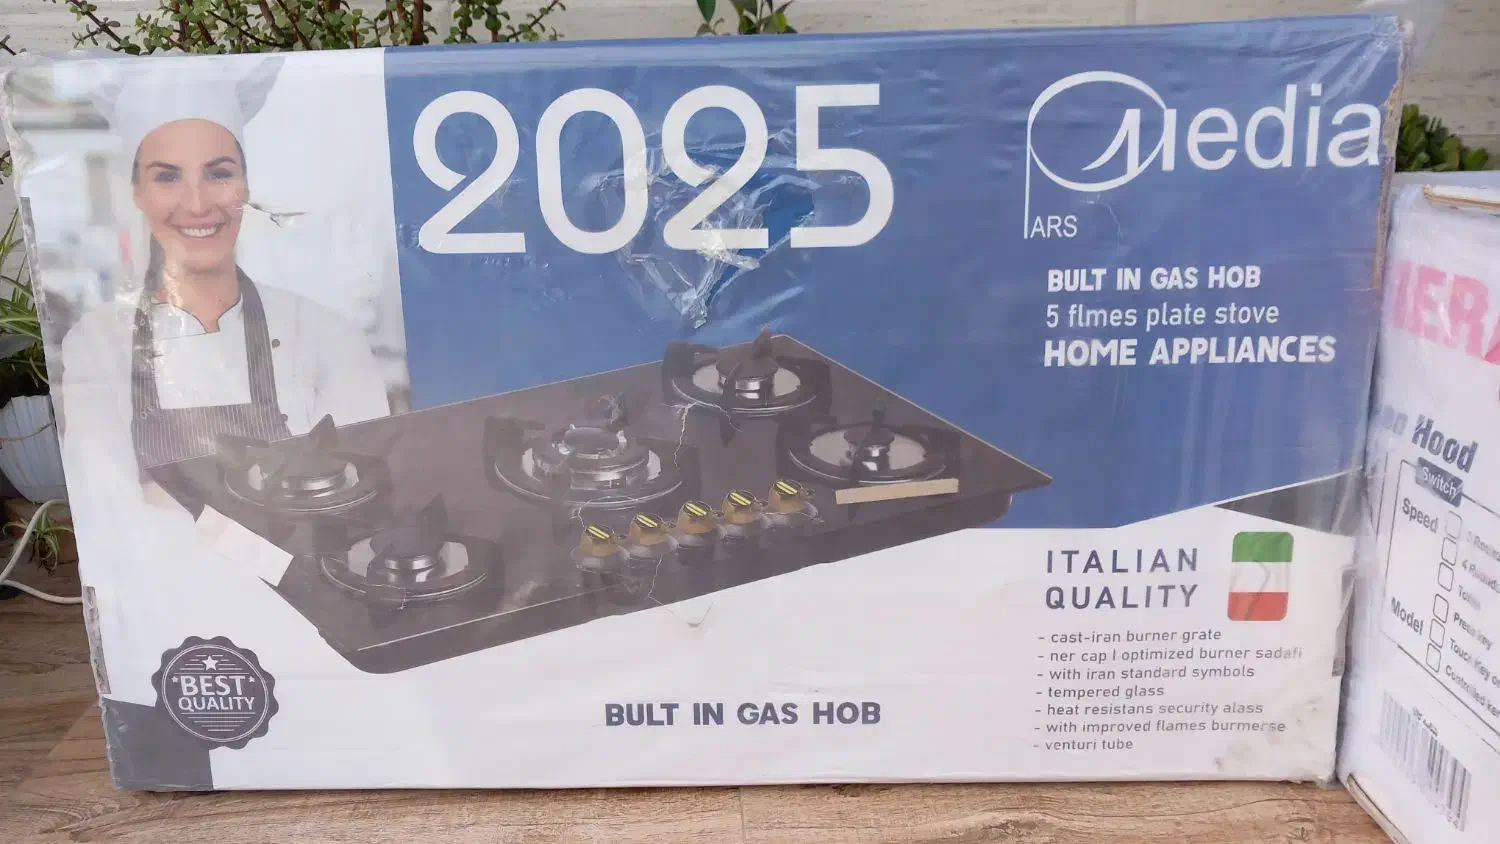 2025
Media
PARS
BULT IN GAS HOB
5 flmes plate stove
HOME APPLIANCES
ITALIAN
QUALITY
- cast-iran burner grate
- ner cap l optimized burner sadafi
- with iran standard symbols
- tempered glass
- heat resistans security alass
- with improved flames burmerse
- venturi tube
BEST
QUALITY
BULT IN GAS HOB
Hood
Switch
Speed
Model